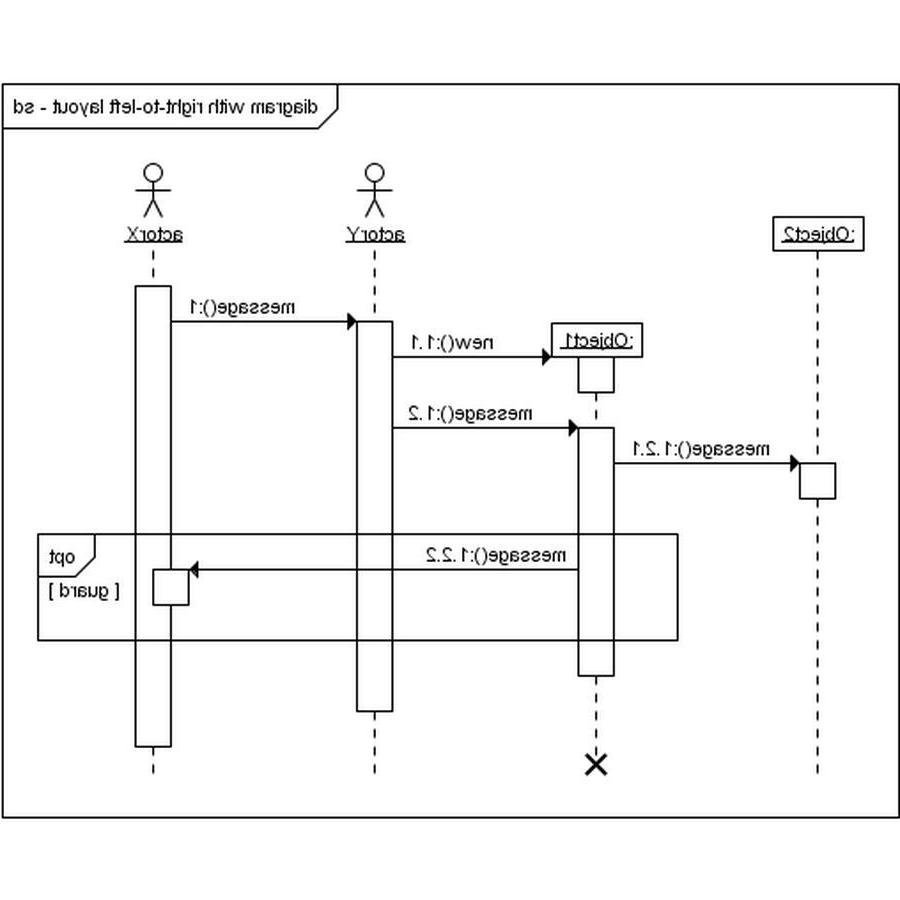 diagram with right-to-left layout - sd
actorX
actorY
:Object2
message():1
new():1.1
:Object1
message():1.2
message():1.2.1
opt
message():1.2.2
[ guard ]